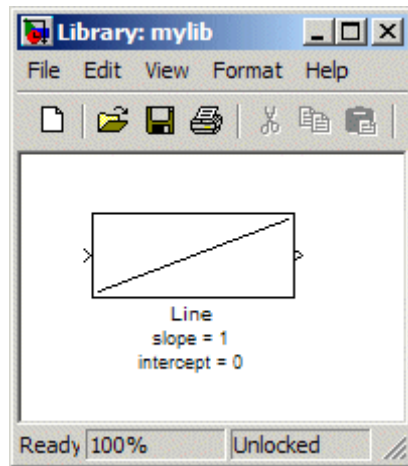 Library: mylib
File Edit View Format Help
Line
slope = 1
intercept = 0
Ready 100% Unlocked